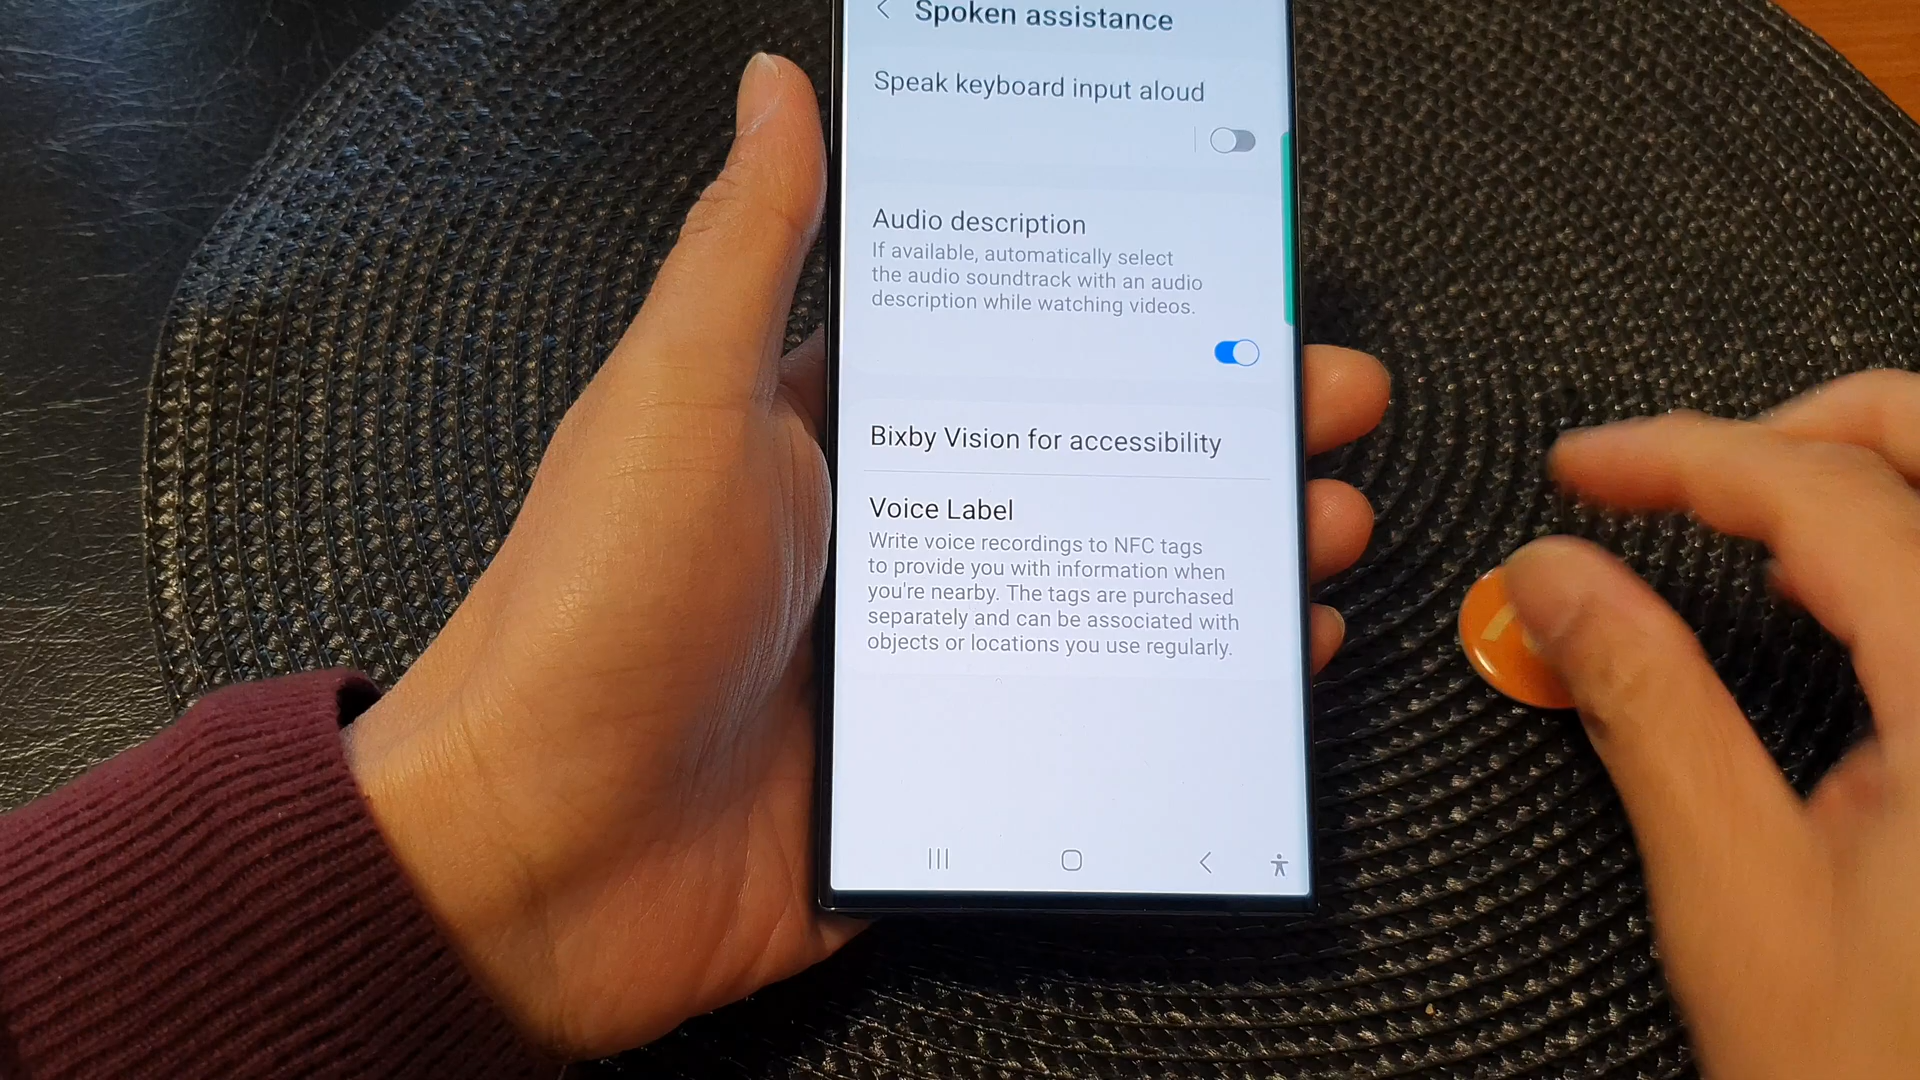 Spoken assistance
Speak keyboard input aloud
Audio description
If available, automatically select
the audio soundtrack with an audio
description while watching videos.
Bixby Vision for accessibility
Voice Label
Write voice recordings to NFC tags
to provide you with information when
you're nearby. The tags are purchased
separately and can be associated with
objects or locations you use regularly.